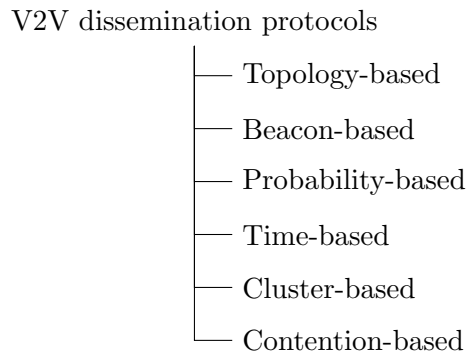 V2V dissemination protocols
Topology-based
Beacon-based
Probability-based
Time-based
Cluster-based
Contention-based